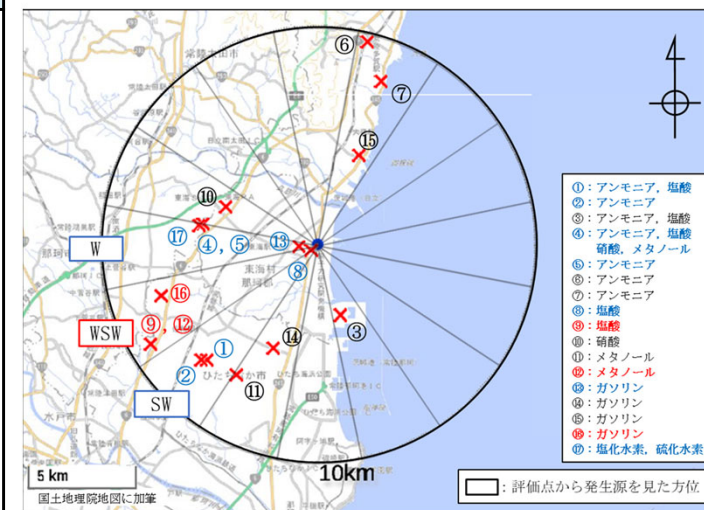 ⑥
常陸太田市
⑦
⑮
⑩
⑰
④, ⑤
⑬
⑧
W
東海村
那珂郡
⑯
WSW
⑨, ⑫
③
⑭
①
②
ひたちなか市
⑪
SW
水戸市
10km
5 km
国土地理院地図に加筆
①：アンモニア, 塩酸
②：アンモニア
③：アンモニア, 塩酸
④：アンモニア, 塩酸
硝酸, メタノール
⑤：アンモニア
⑥：アンモニア
⑦：アンモニア
⑧：塩酸
⑨：塩酸
⑩：硝酸
⑪：メタノール
⑫：メタノール
⑬：ガソリン
⑭：ガソリン
⑮：ガソリン
⑯：ガソリン
⑰：塩化水素, 硫化水素
：評価点から発生源を見た方位